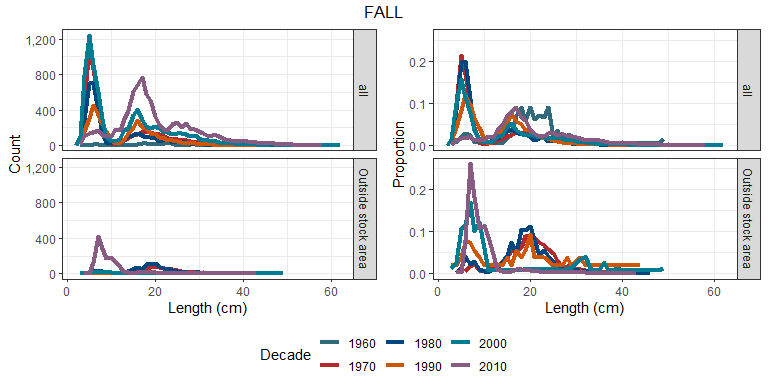 FALL
Count
1,200
800
400
0
all
1,200
800
400
0
Outside stock area
0 20 40 60
Length (cm)
Proportion
0.2
0.1
0.0
all
0.2
0.1
0.0
Outside stock area
0 20 40 60
Length (cm)
Decade
1960 1980 2000
1970 1990 2010